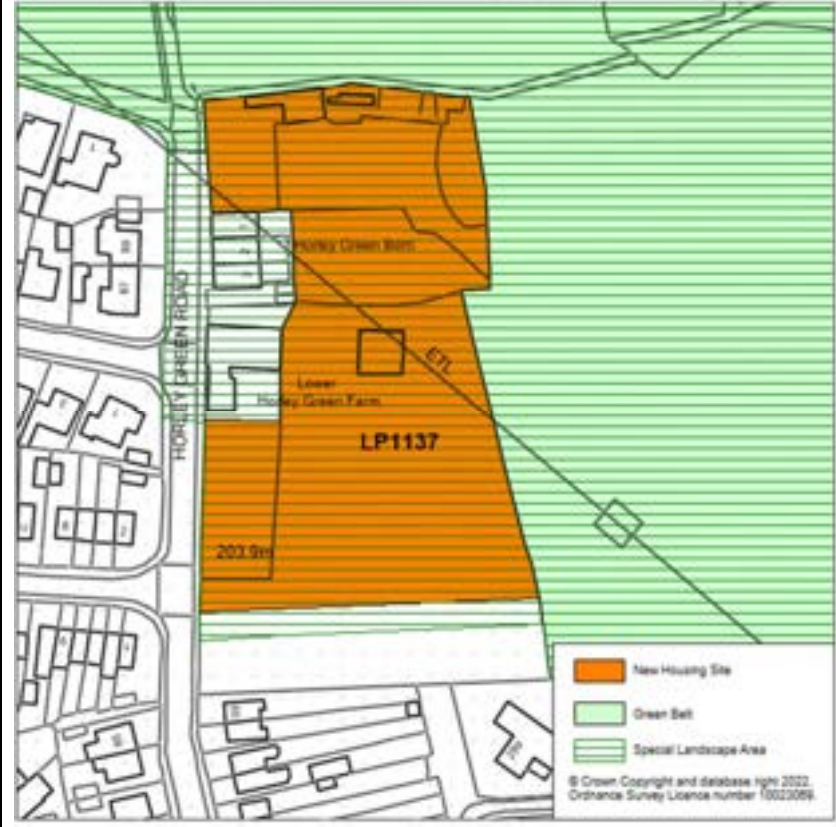 Horley Green Barn
HORLEY GREEN ROAD
ETL
Lower
Horley Green Farm
LP1137
203.9m
New Housing Site
Green Belt
Special Landscape Area
© Crown Copyright and database right 2022.
Ordnance Survey Licence number 10023069.